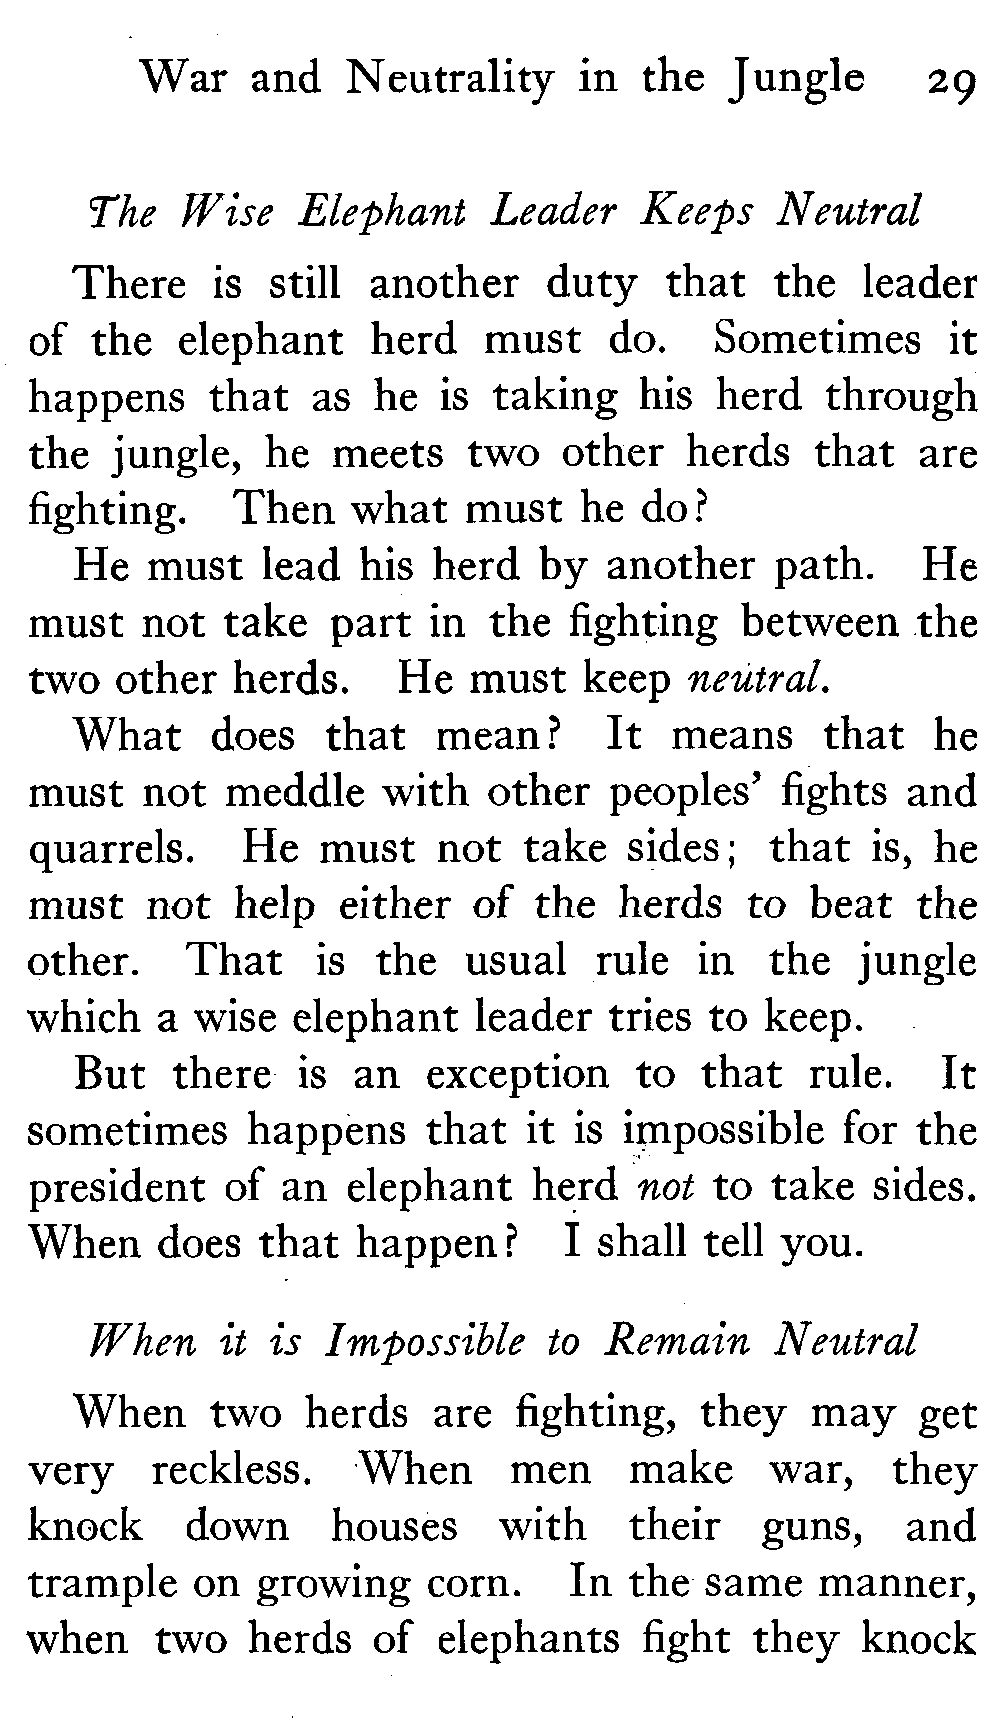 War and Neutrality in the Jungle 29
The Wise Elephant Leader Keeps Neutral
There is still another duty that the leader
of the elephant herd must do. Sometimes it
happens that as he is taking his herd through
the jungle, he meets two other herds that are
fighting. Then what must he do?
He must lead his herd by another path. He
must not take part in the fighting between the
two other herds. He must keep neutral.
What does that mean? It means that he
must not meddle with other peoples' fights and
quarrels. He must not take sides; that is, he
must not help either of the herds to beat the
other. That is the usual rule in the jungle
which a wise elephant leader tries to keep.
But there is an exception to that rule. It
sometimes happens that it is impossible for the
president of an elephant herd not to take sides.
When does that happen? I shall tell you.
When it is Impossible to Remain Neutral
When two herds are fighting, they may get
very reckless. When men make war, they
knock down houses with their guns, and
trample on growing corn. In the same manner,
when two herds of elephants fight they knock